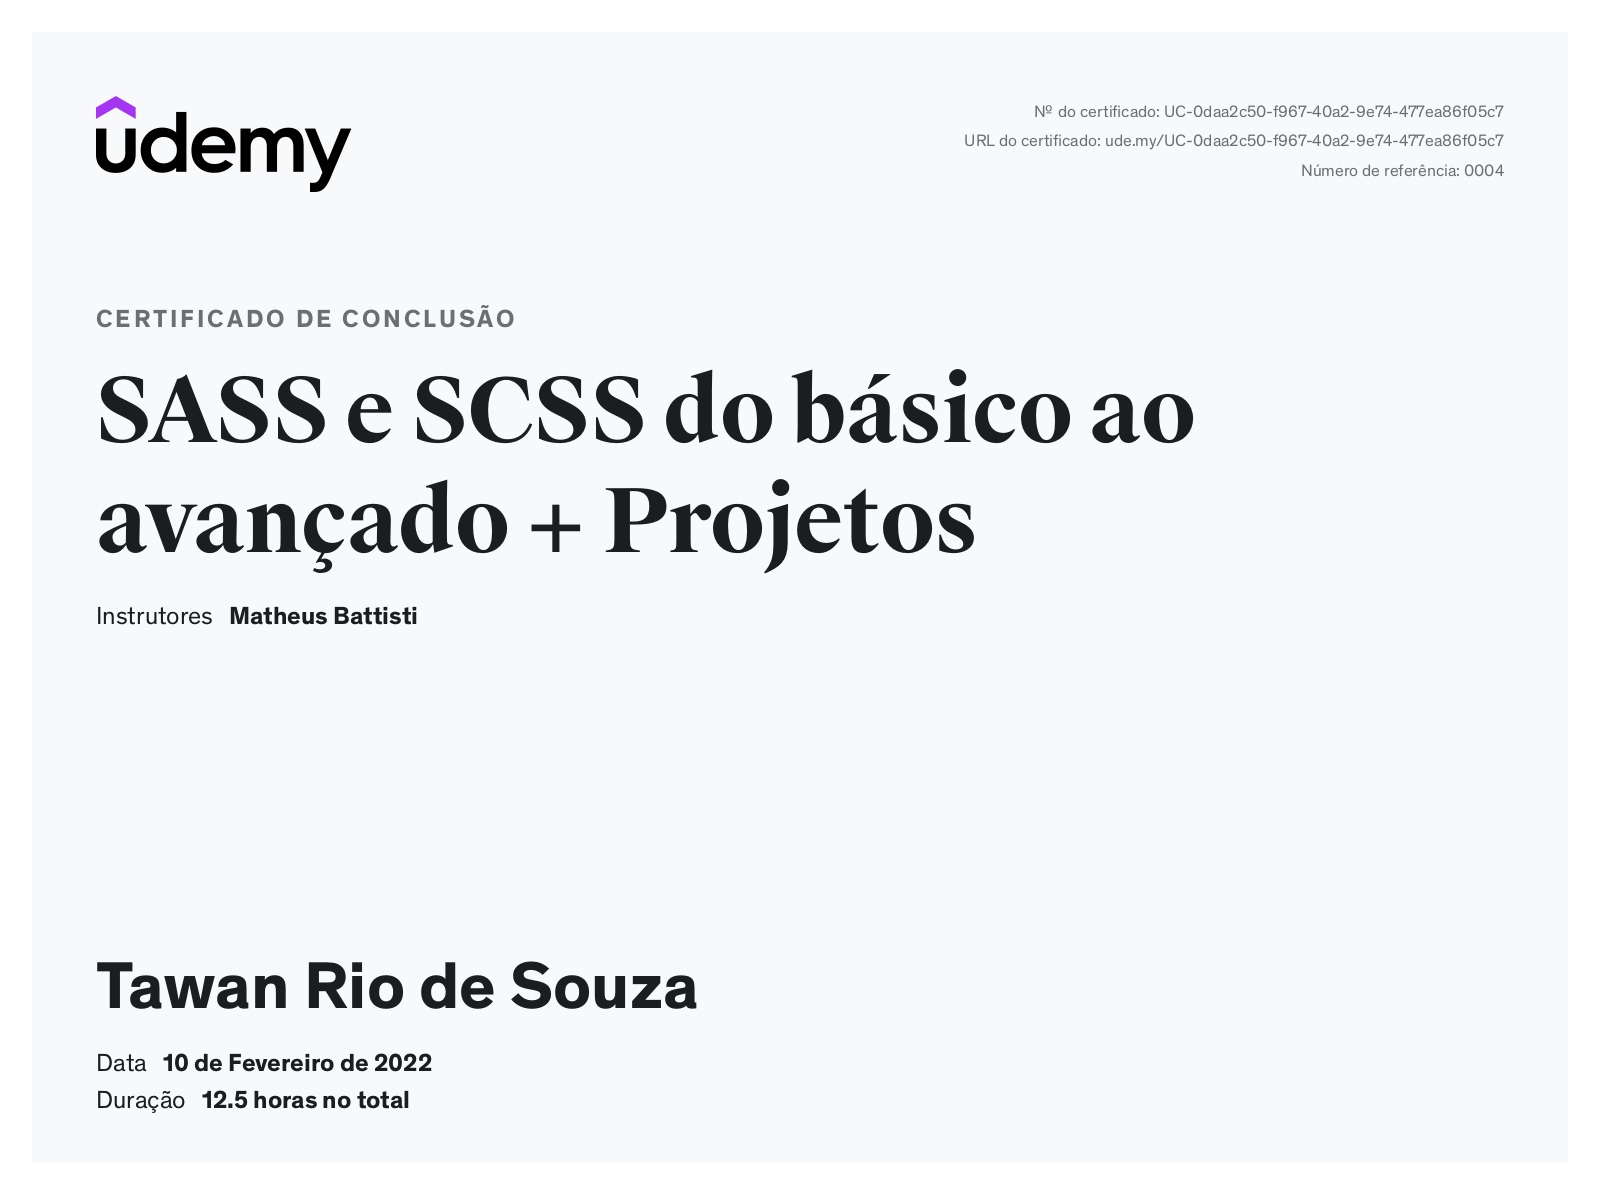 udemy
Nº do certificado: UC-0daa2c50-f967-40a2-9e74-477ea86f05c7
URL do certificado: ude.my/UC-0daa2c50-f967-40a2-9e74-477ea86f05c7
Número de referência: 0004
CERTIFICADO DE CONCLUSÃO
SASS e SCSS do básico ao
avançado + Projetos
Instrutores Matheus Battisti
Tawan Rio de Souza
Data 10 de Fevereiro de 2022
Duração 12.5 horas no total